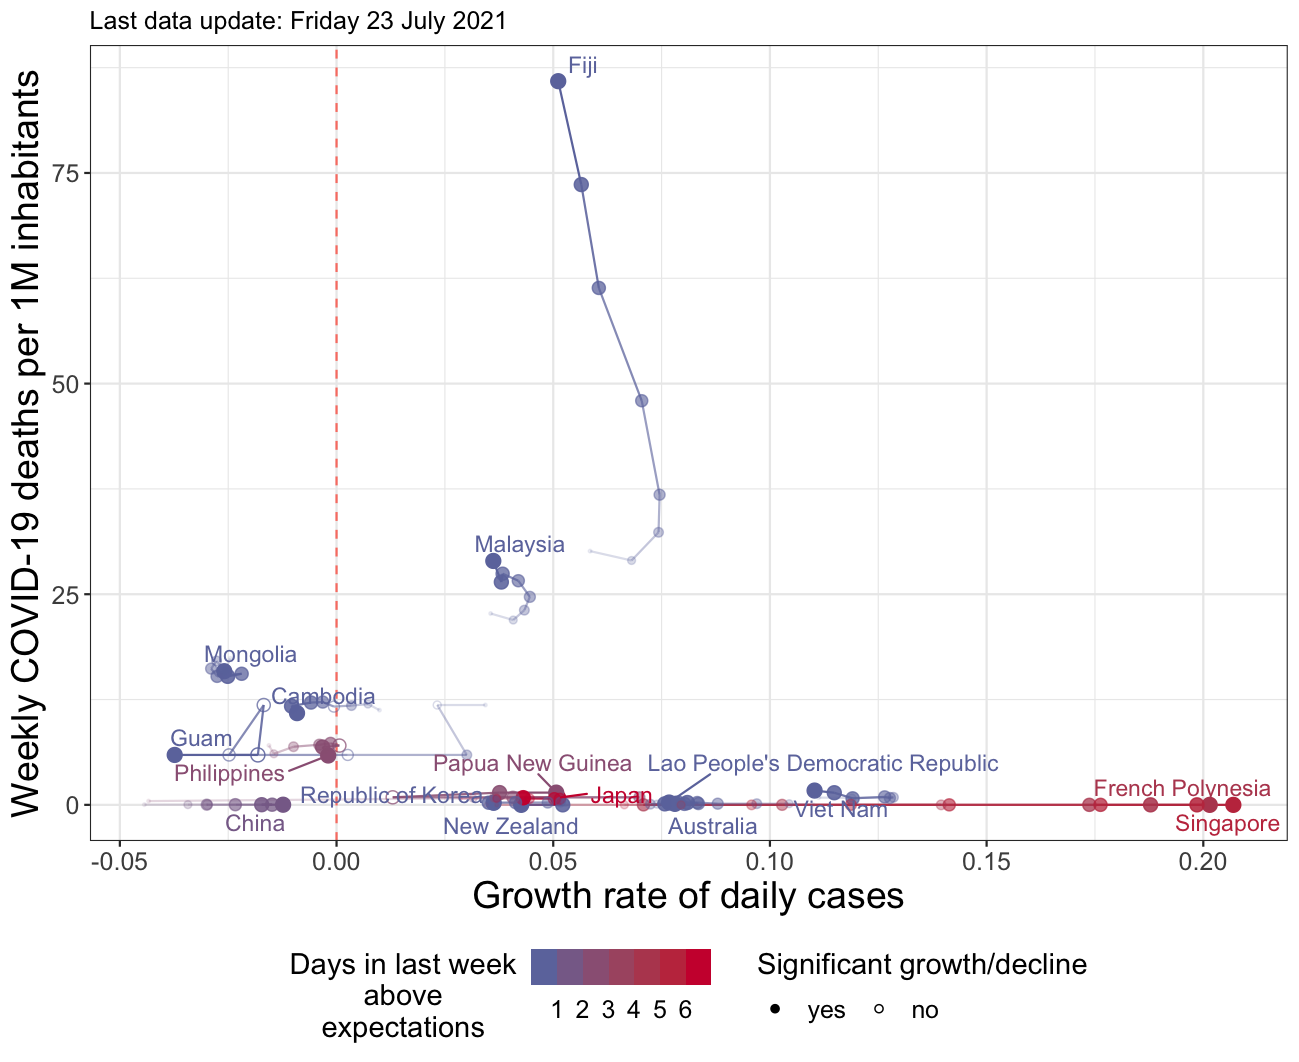 Last data update: Friday 23 July 2021
Weekly COVID-19 deaths per 1M inhabitants
75
50
25
0
Fiji
Malaysia
Mongolia
Cambodia
Guam
Philippines
Papua New Guinea
Lao People's Democratic Republic
Republic of Korea
Japan
Viet Nam
French Polynesia
China
New Zealand
Australia
Singapore
-0.05 0.00 0.05 0.10 0.15 0.20
Growth rate of daily cases
Days in last week
above
expectations
1 2 3 4 5 6
Significant growth/decline
yes no